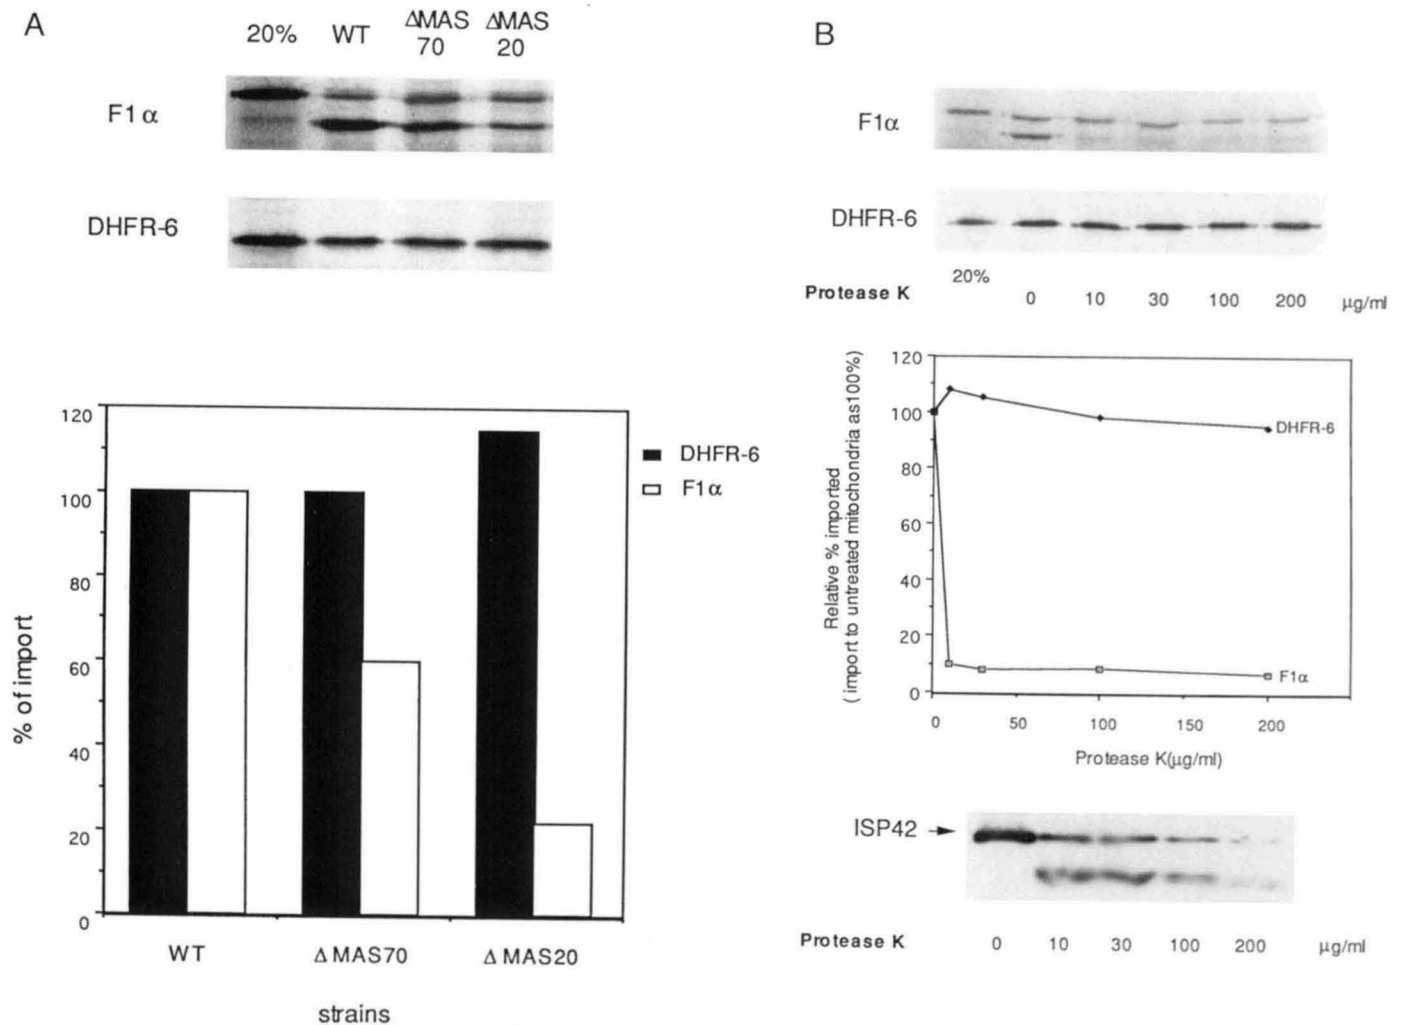 A
20% WT ΔMAS 70 ΔMAS 20
F1α
DHFR-6
120
100
80
60
40
20
0
% of import
DHFR-6
F1α
WT Δ MAS70 Δ MAS20
strains
B
F1α
DHFR-6
Protease K 20% 0 10 30 100 200 μg/ml
Relative % imported
( import to untreated mitochondria as100%)
120
100
80
60
40
20
0
DHFR-6
F1α
0 50 100 150 200
Protease K(μg/ml)
ISP42
Protease K 0 10 30 100 200 μg/ml